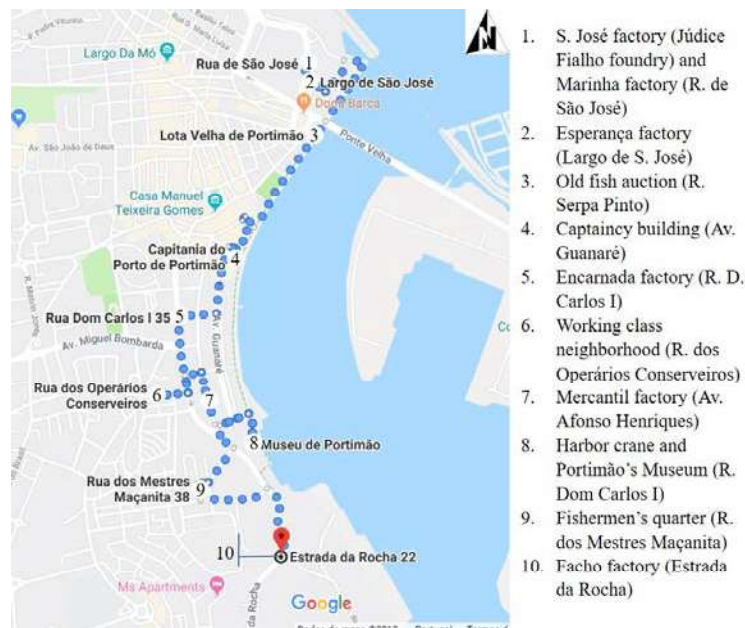 Largo Da Mó
Rua de São José 1
2 Largo de São José
Dona Barca
Lota Velha de Portimão 3
Ponte Velha
Av. São João de Deus
Casa Manuel
Teixeira Gomes
Capitania do
Porto de Portimão
4
Rua Dom Carlos I 35
5
Av. Guanaré
Av. Miguel Bombarda
Rua dos Operários
Conserveiros
6
7
8 Museu de Portimão
Rua dos Mestres
Maçanita 38
9
10
Estrada da Rocha 22
Ms Apartments
da Rocha
Google
N
1. S. José factory (Júdice
Fialho foundry) and
Marinha factory (R. de
São José)
2. Esperança factory
(Largo de S. José)
3. Old fish auction (R.
Serpa Pinto)
4. Captaincy building (Av.
Guanaré)
5. Encarnada factory (R. D.
Carlos I)
6. Working class
neighborhood (R. dos
Operários Conserveiros)
7. Mercantil factory (Av.
Afonso Henriques)
8. Harbor crane and
Portimão's Museum (R.
Dom Carlos I)
9. Fishermen's quarter (R.
dos Mestres Maçanita)
10. Facho factory (Estrada
da Rocha)